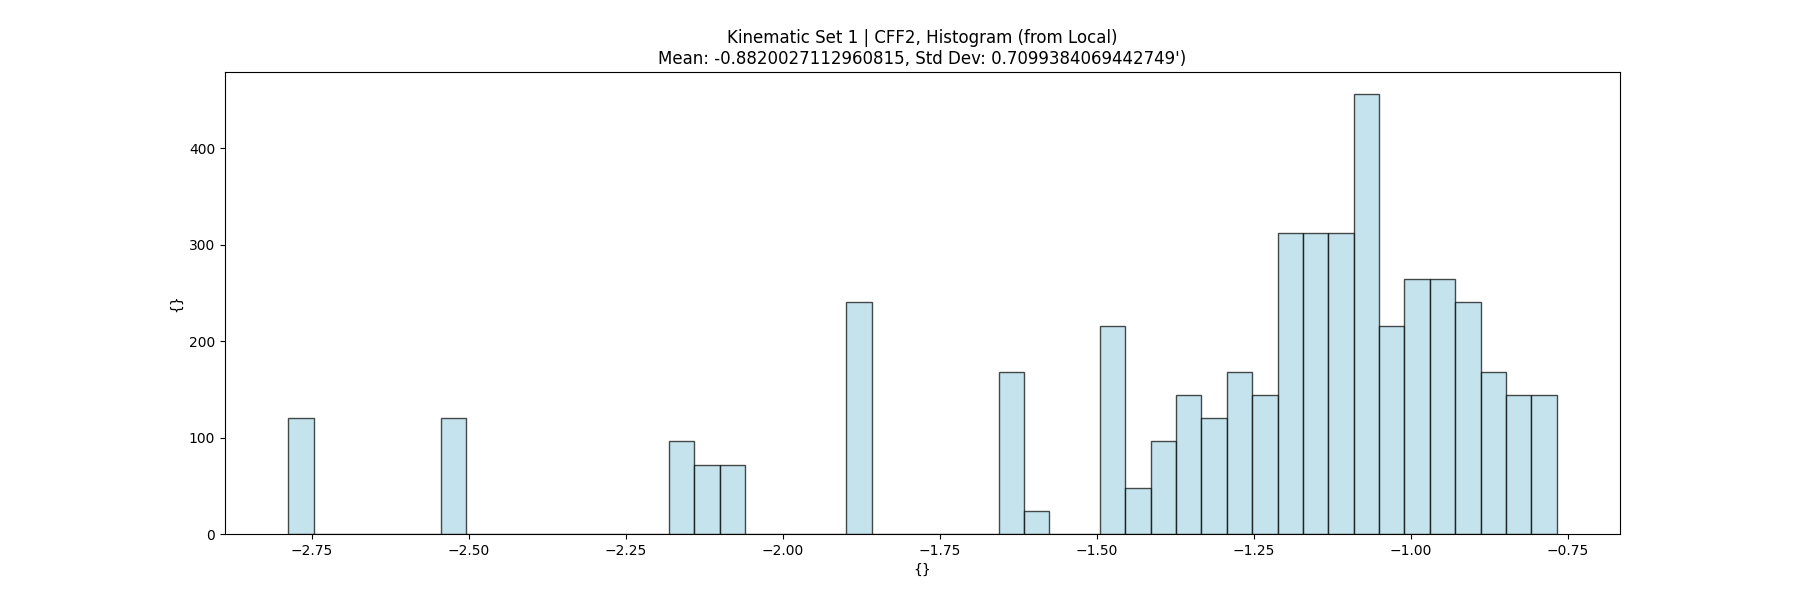 Kinematic Set 1 | CFF2, Histogram (from Local)
Mean: -0.8820027112960815, Std Dev: 0.7099384069442749')
400
300
200
100
0
{}
−2.75 −2.50 −2.25 −2.00 −1.75 −1.50 −1.25 −1.00 −0.75
{}